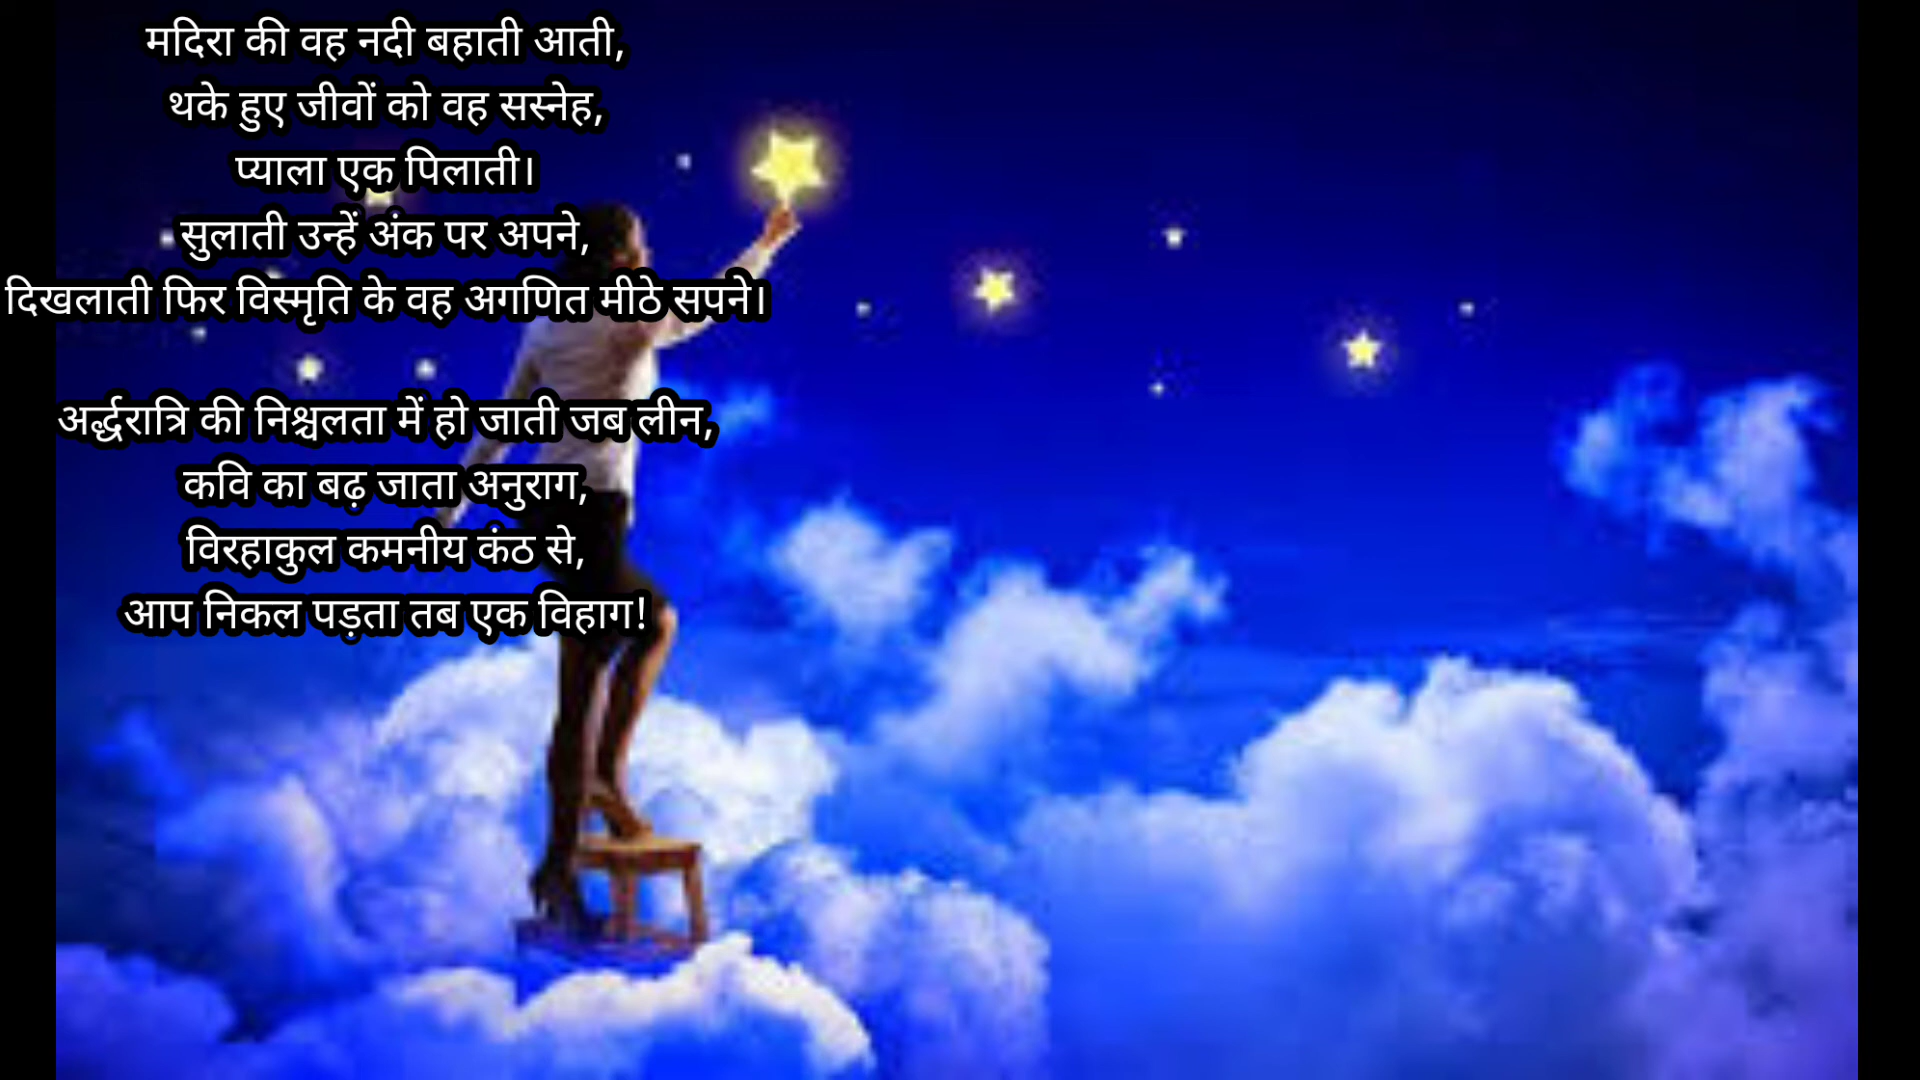 मदिरा की वह नदी बहाती आती,
थके हुए जीवों को वह सस्नेह,
प्याला एक पिलाती।
सुलाती उन्हें अंक पर अपने,
दिखलाती फिर विस्मृति के वह अगणित मीठे सपने।
अर्द्धरात्रि की निश्चलता में हो जाती जब लीन,
कवि का बढ़ जाता अनुराग,
विरहाकुल कमनीय कंठ से,
आप निकल पड़ता तब एक विहाग!